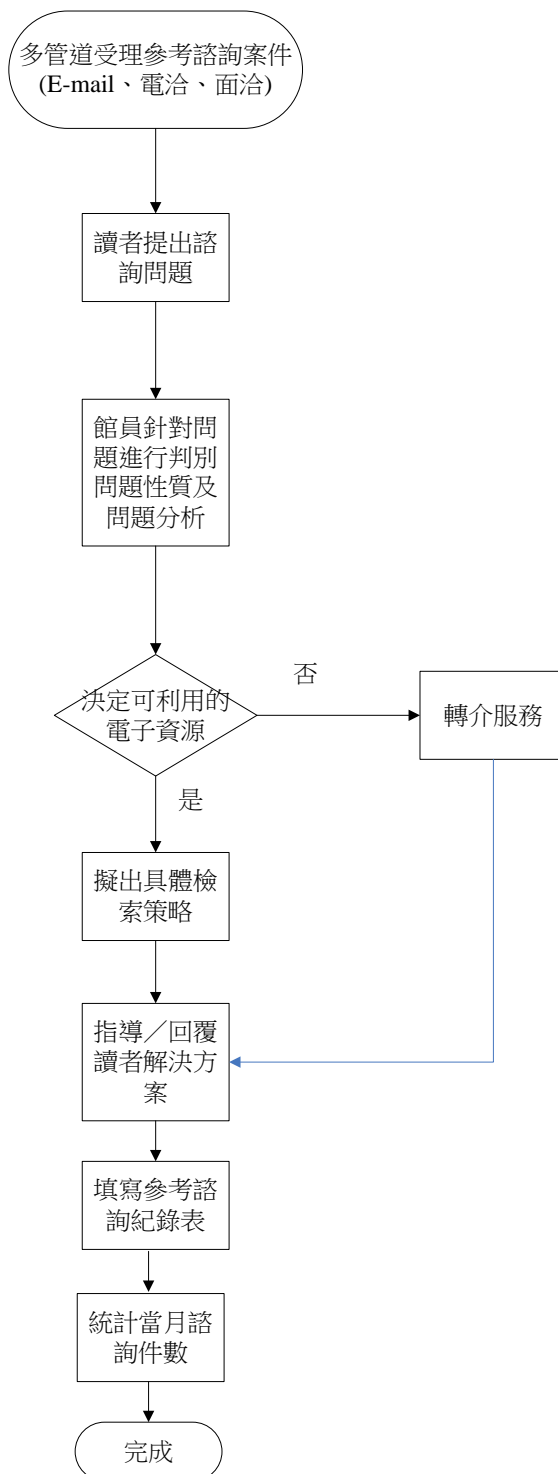 多管道受理參考諮詢案件
(E-mail、電洽、面洽)
讀者提出諮
詢問題
館員針對問
題進行判別
問題性質及
問題分析
決定可利用的
電子資源
否
轉介服務
是
擬出具體檢
索策略
指導／回覆
讀者解決方
案
填寫參考諮
詢紀錄表
統計當月諮
詢件數
完成